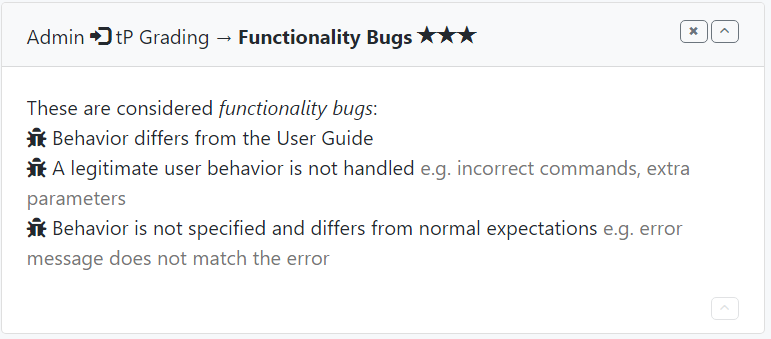 Admin tP Grading → Functionality Bugs ★★★
These are considered functionality bugs:
Behavior differs from the User Guide
A legitimate user behavior is not handled e.g. incorrect commands, extra
parameters
Behavior is not specified and differs from normal expectations e.g. error
message does not match the error